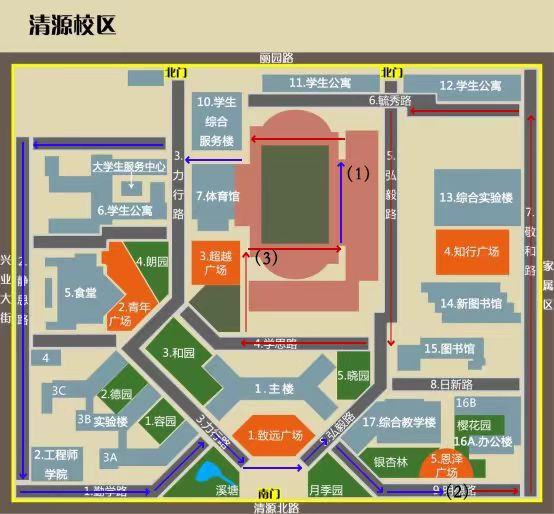 清源校区
丽园路
北门
北门
11.学生公寓
12.学生公寓
6.毓秀路
10.学生
综合
服务楼
3.力行路
5.弘毅路
(1)
大学生服务中心
6.学生公寓
7.体育馆
13.综合实验楼
7.敬和路
4.朗园
3.超越
广场
(3)
4.知行广场
兴业大街
2.静思路
家属区
5.食堂
2.青年
广场
14.新图书馆
4.学思路
15.图书馆
3.和园
4
5.晓园
8.日新路
3C
2.德园
1.主楼
16B
3B
实验楼
1.容园
3.力行路
1.致远广场
5.弘毅路
17.综合教学楼
樱花园
16A.办公楼
3A
2.工程师
学院
银杏林
5.恩泽
广场
1.勤学路
溪塘
南门
月季园
(2)
清源北路